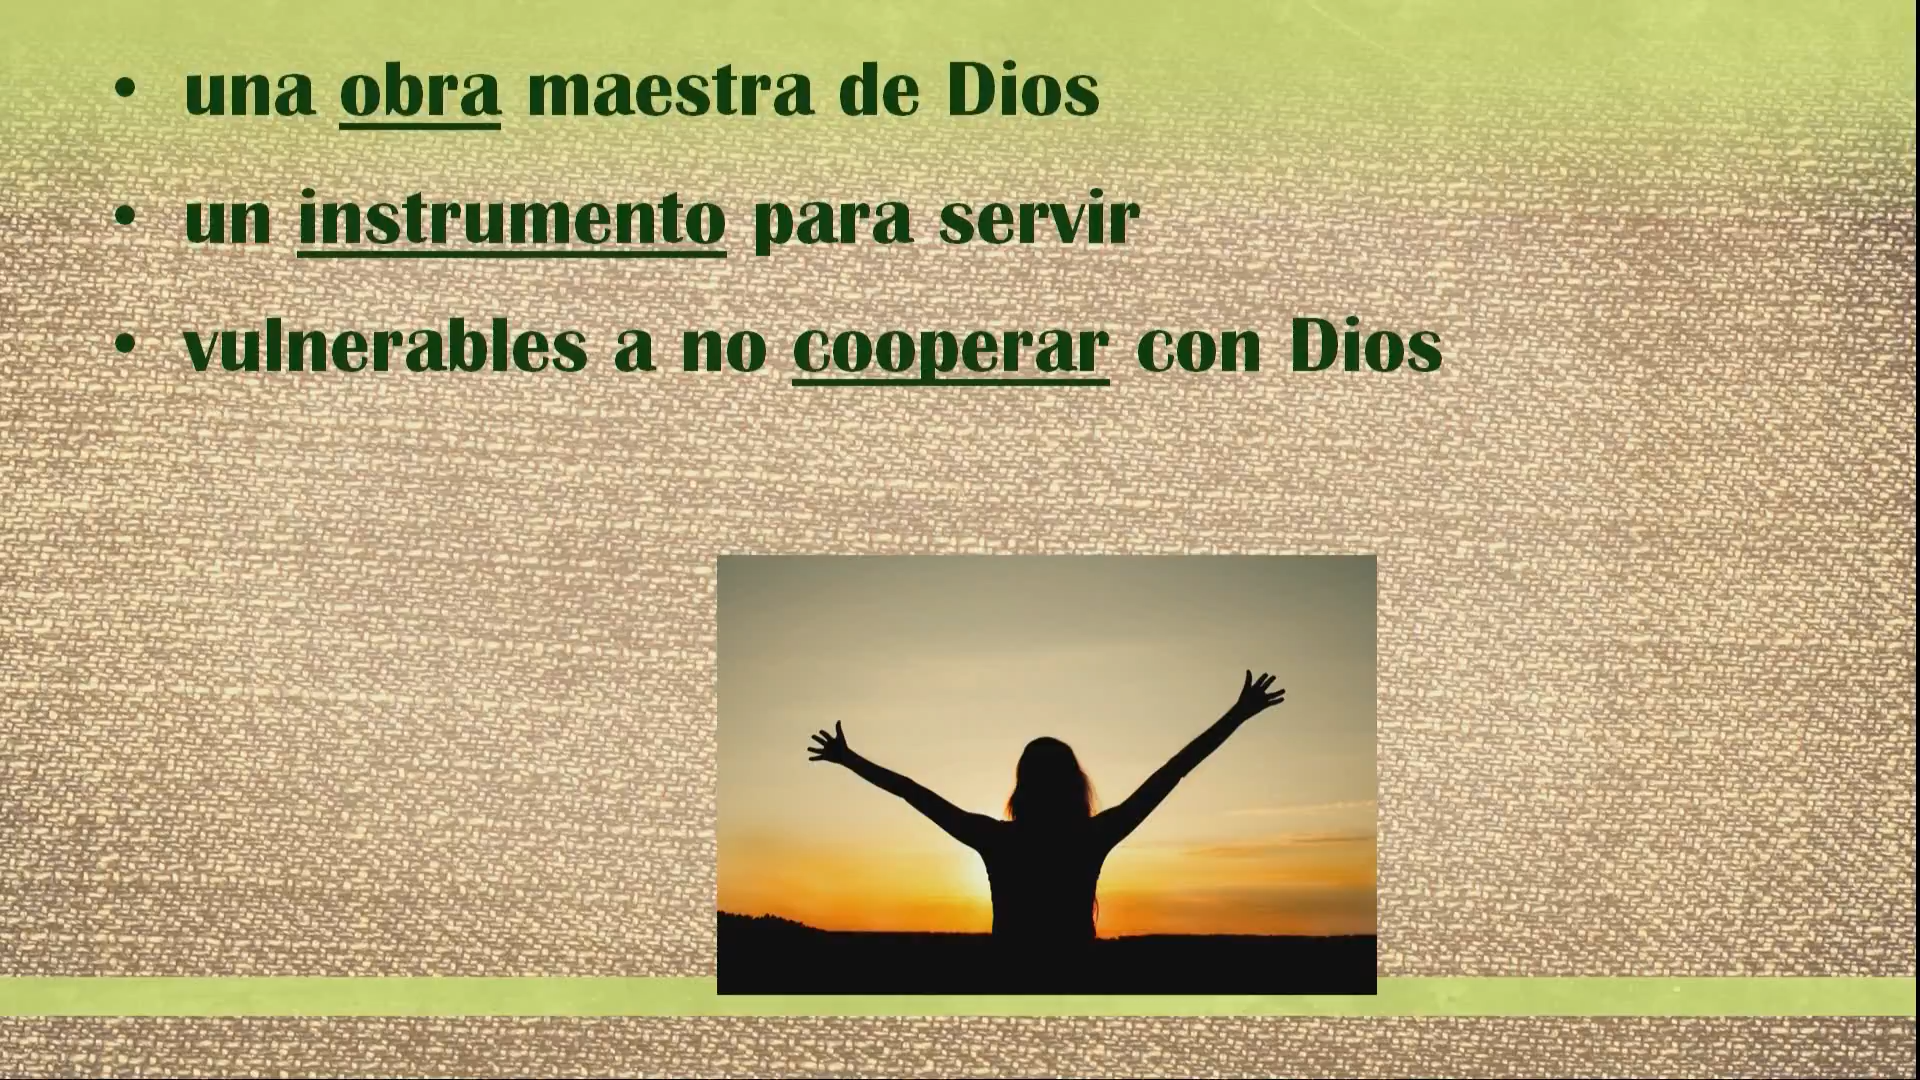 • una obra maestra de Dios
• un instrumento para servir
• vulnerables a no cooperar con Dios